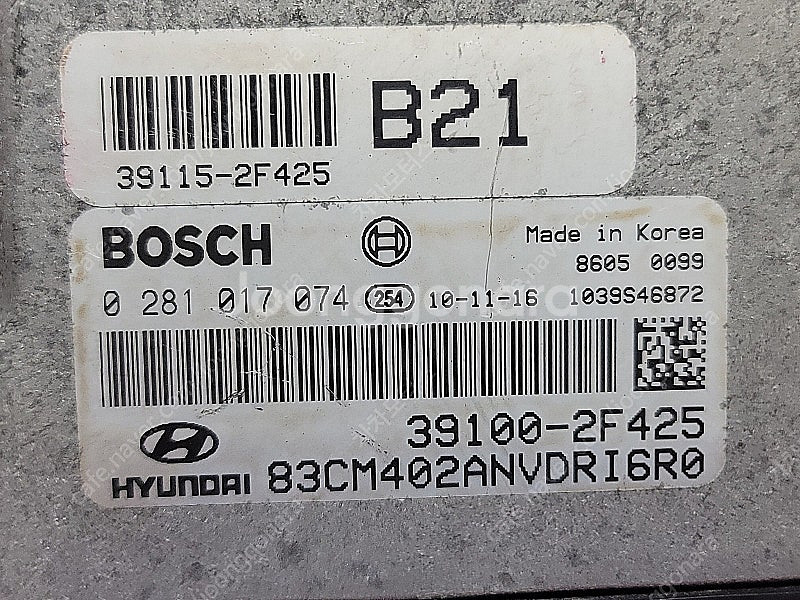 B21
39115-2F425
BOSCH
Made in Korea
8605 0099
0 281 017 074 254 10-11-16 1039S46872
39100-2F425
HYUNDAI 83CM402ANVDRI6R0